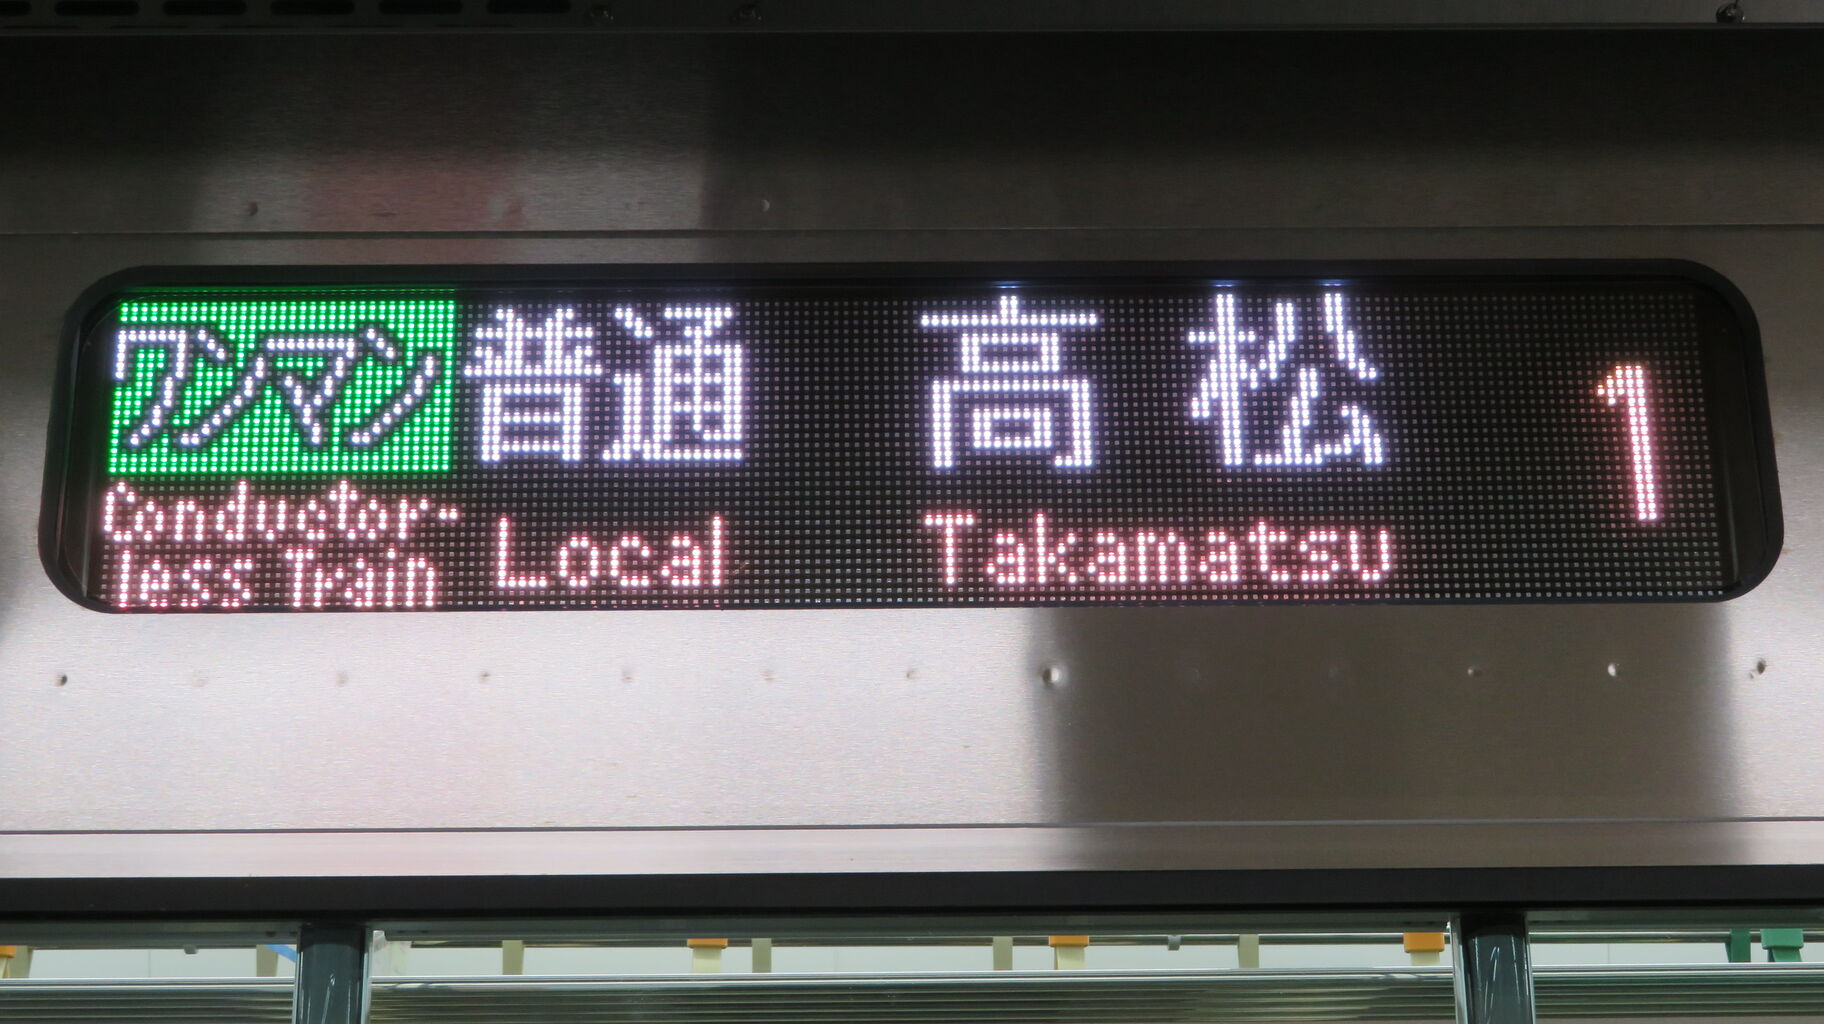 ワンマン 普通 高松 1
Conductor- Local Takamatsu
less Train